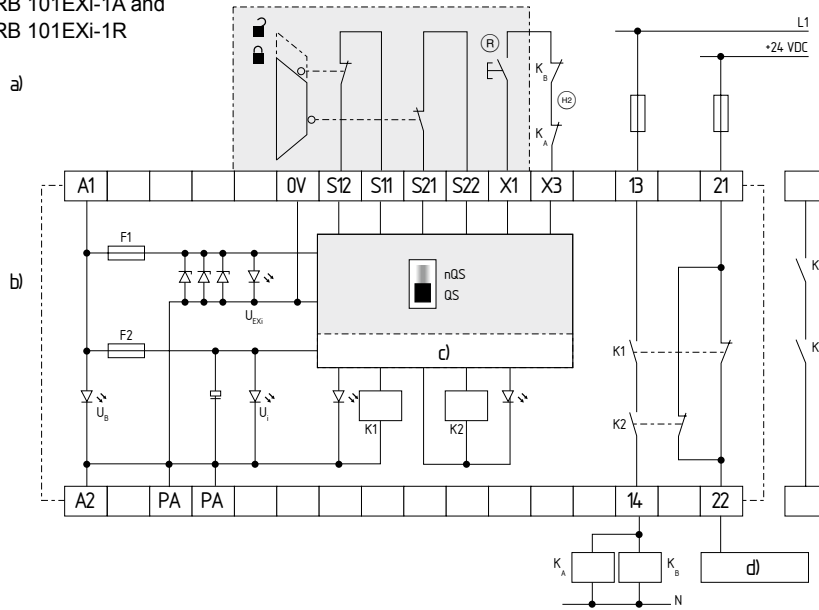 RB 101EXi-1A and
RB 101EXi-1R
L1
+24 VDC
a)
R
K B
H2
K A
A1 0V S12 S11 S21 S22 X1 X3 13 21
b)
F1
nQS
QS
U EXi
F2
c)
K1
K
K
U B
U i
K1
K2
K2
A2 PA PA 14 22
K A
K B
d)
N